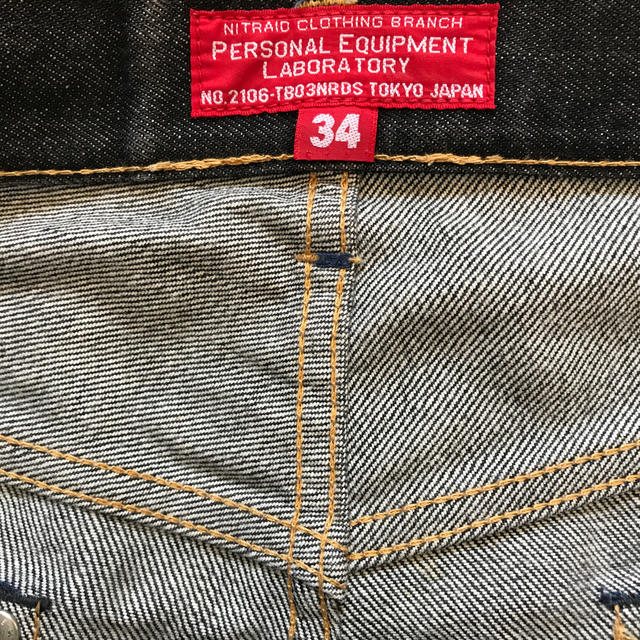 NITRAID CLOTHING BRANCH
PERSONAL EQUIPMENT
LABORATORY
NO.2106-TB03NRDS TOKYO JAPAN
34